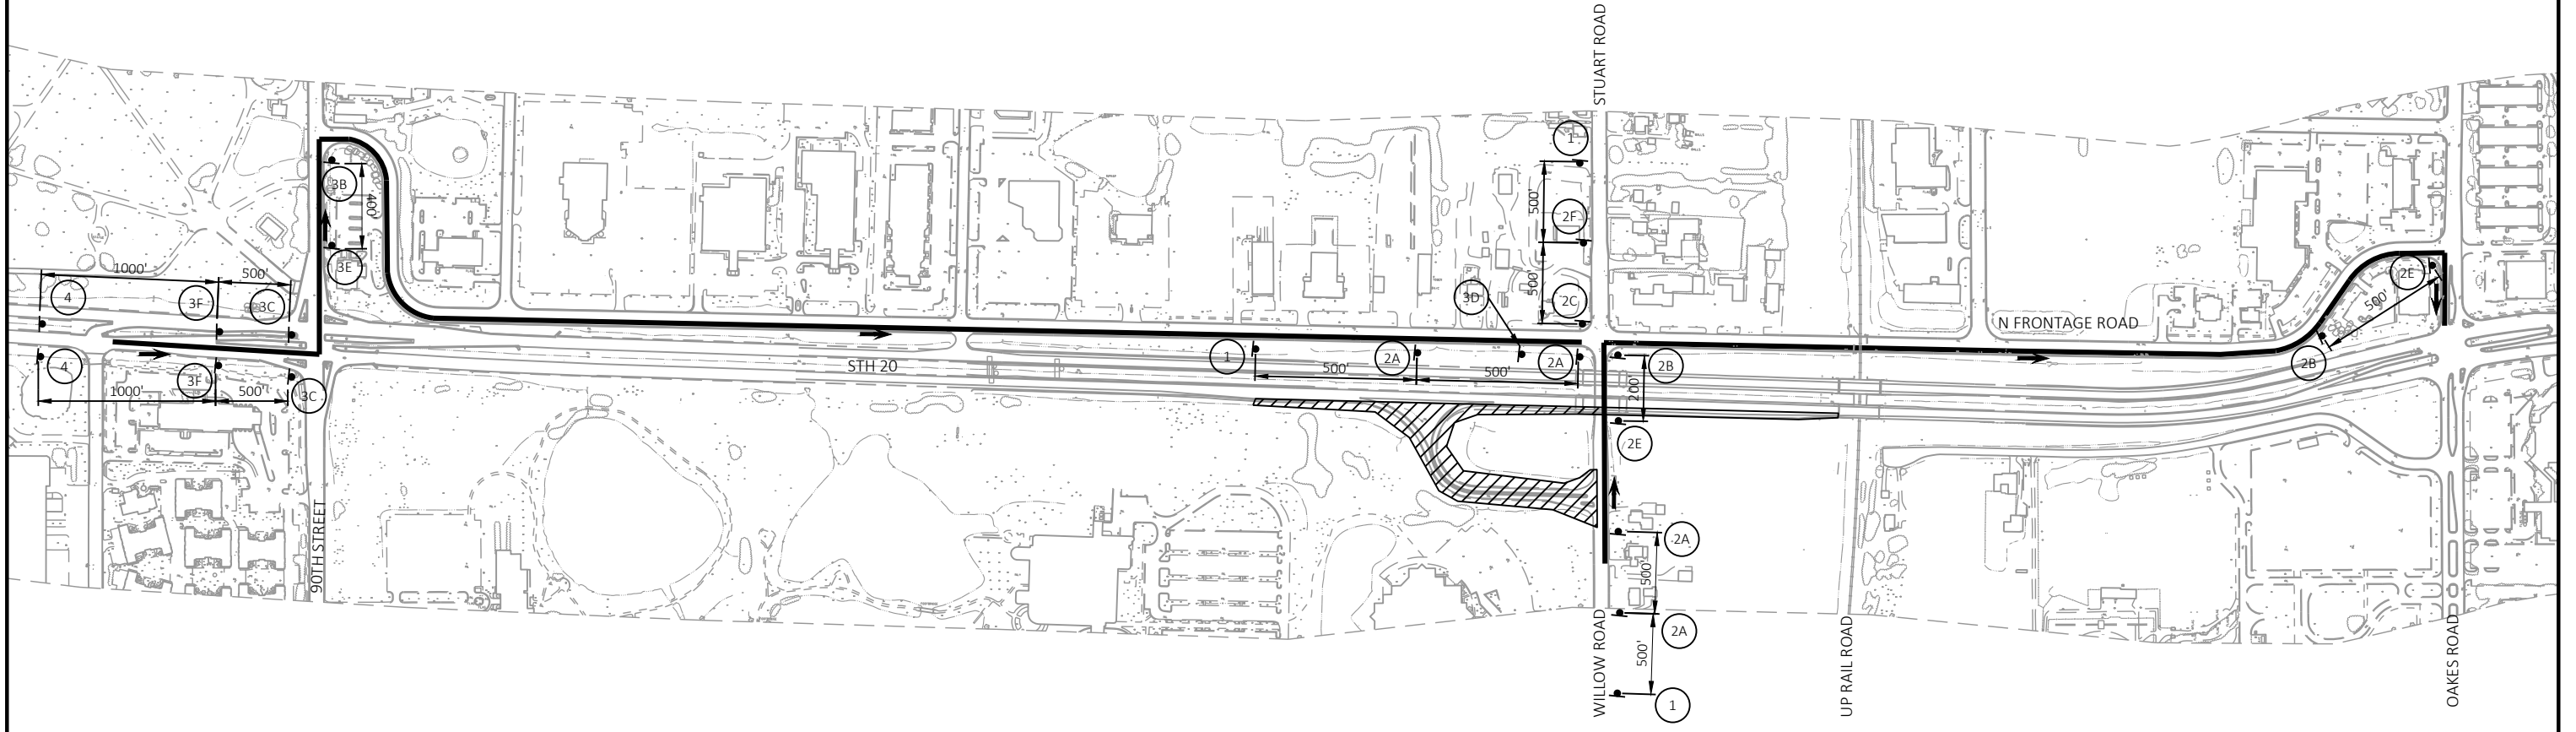 STUART ROAD
1
3B
400'
500'
2F
3E
1000'
500'
4
3F
3C
500'
2C
3D
2E
500'
N FRONTAGE ROAD
STH 20
4
3F
3C
1000'
500'
1
2A
2A
500'
500'
2B
200'
2B
2E
90TH STREET
2A
500'
2A
500'
1
WILLOW ROAD
UP RAIL ROAD
OAKES ROAD